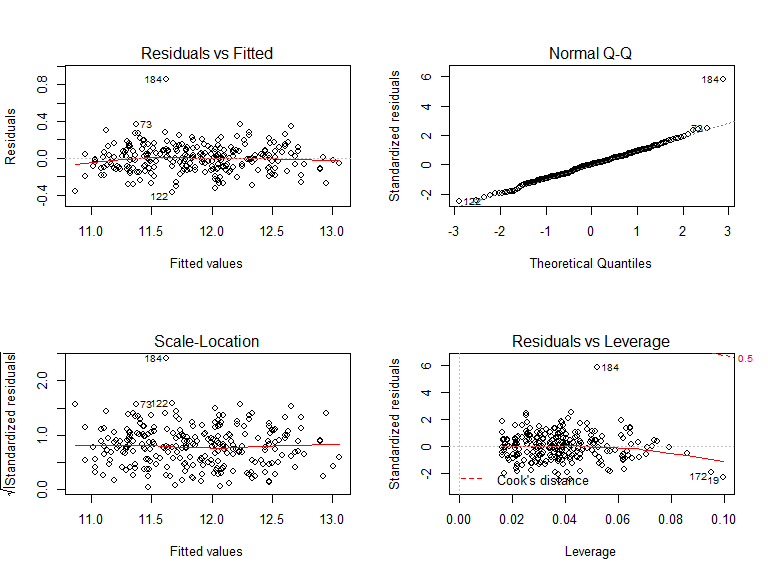 Residuals vs Fitted
Residuals
-0.4 0.0 0.4 0.8
184
73
122
11.0 11.5 12.0 12.5 13.0
Fitted values
Normal Q-Q
Standardized residuals
-2 0 2 4 6
184
73
122
-3 -2 -1 0 1 2 3
Theoretical Quantiles
Scale-Location
√|Standardized residuals|
0.0 1.0 2.0
184
73
122
11.0 11.5 12.0 12.5 13.0
Fitted values
Residuals vs Leverage
Standardized residuals
-2 0 2 4 6
0.5
184
172
19
Cook's distance
0.00 0.02 0.04 0.06 0.08 0.10
Leverage